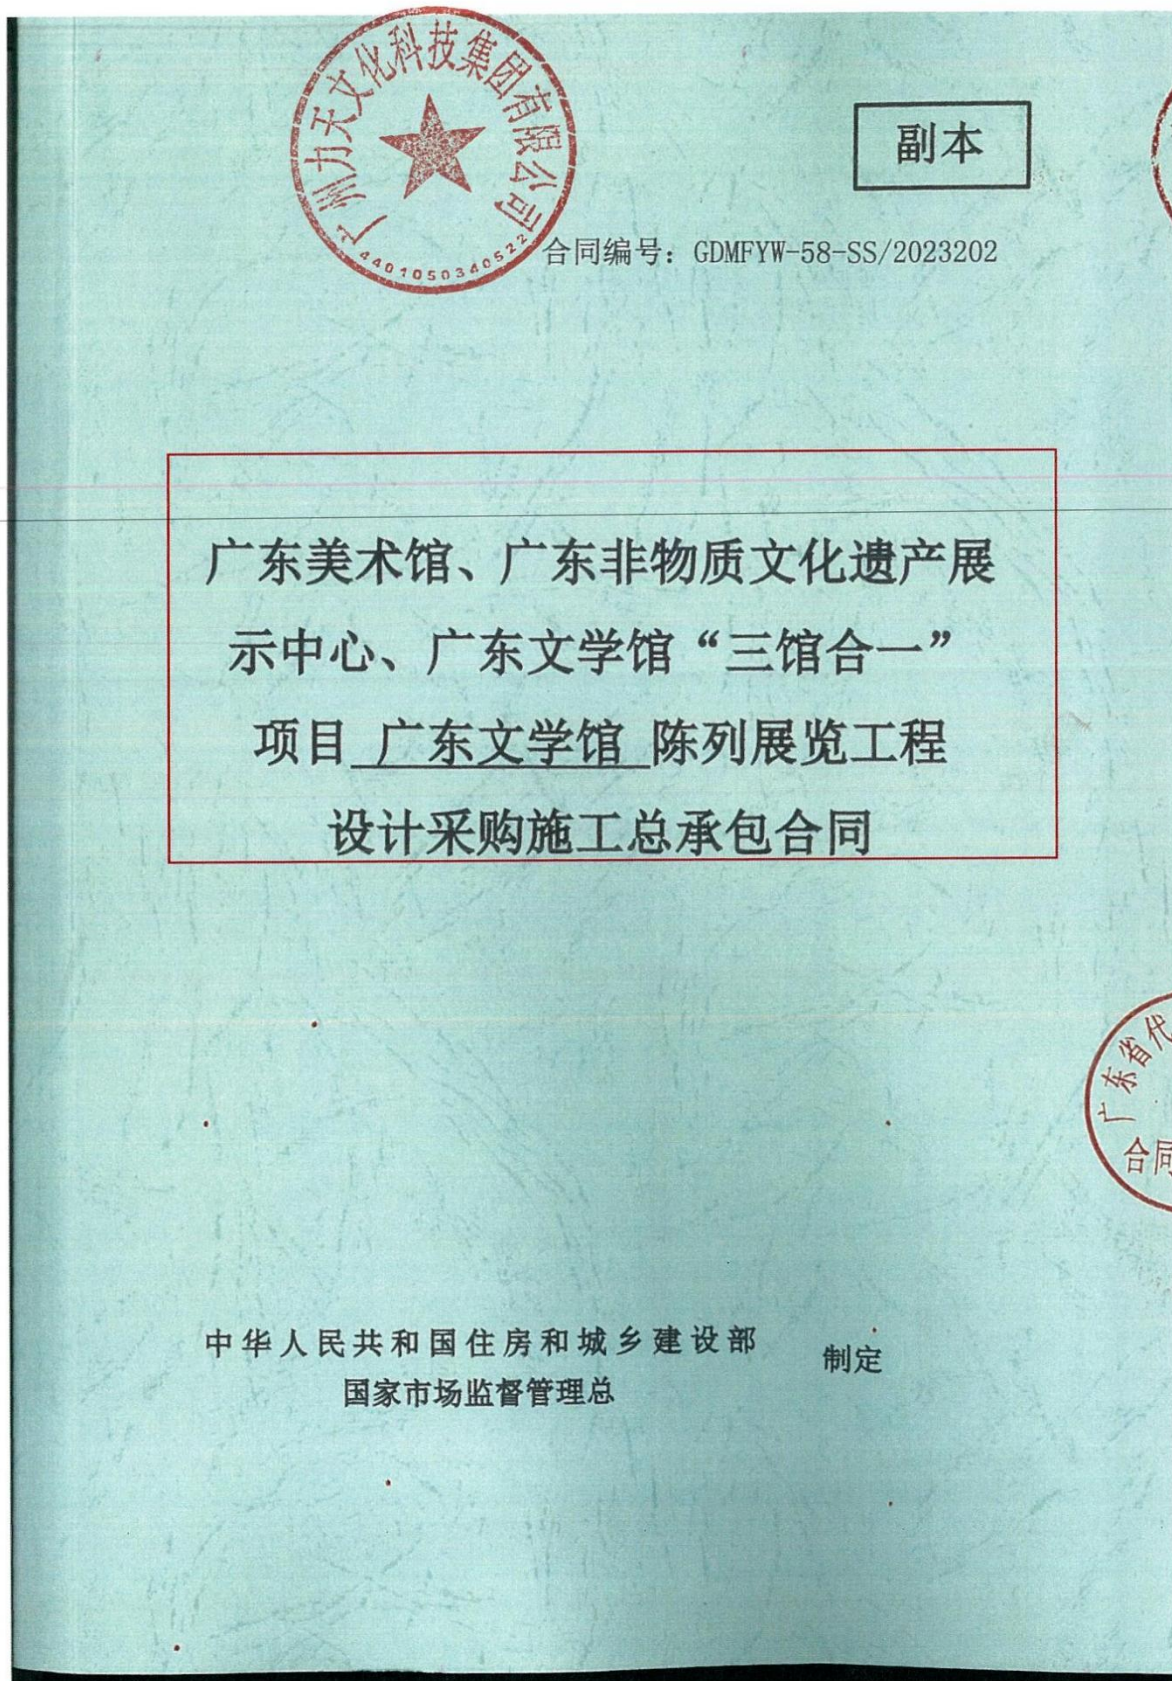 广州力天文化科技集团有限公司
4401050340522
副本
合同编号：GDMFYW-58-SS/2023202
广东美术馆、广东非物质文化遗产展
示中心、广东文学馆“三馆合一”
项目 广东文学馆 陈列展览工程
设计采购施工总承包合同
广东省代
合同
中华人民共和国住房和城乡建设部
国家市场监督管理总
制定